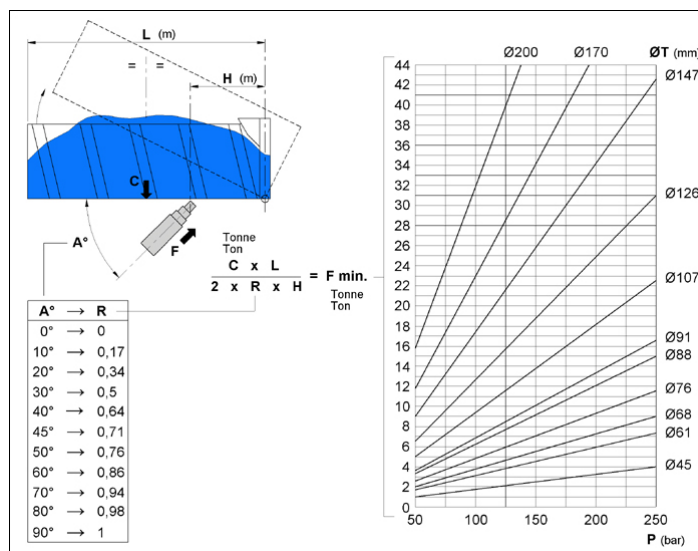 L (m)
= =
H (m)
C
F
A°
Tonne
Ton
C x L
2 x R x H
= F min.
Tonne
Ton
A° → R
0° → 0
10° → 0,17
20° → 0,34
30° → 0,5
40° → 0,64
45° → 0,71
50° → 0,76
60° → 0,86
70° → 0,94
80° → 0,98
90° → 1
Ø200 Ø170 ØT (mm)
44
42
40
38
36
34
32
30
28
26
24
22
20
18
16
14
12
10
8
6
4
2
0
Ø147
Ø126
Ø107
Ø91
Ø88
Ø76
Ø68
Ø61
Ø45
50 100 150 200 250
P (bar)